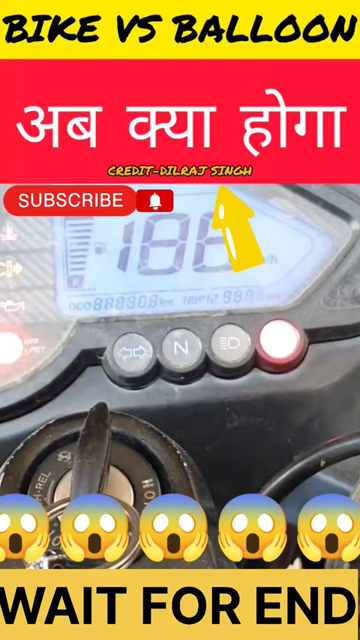 BIKE VS BALLOON
अब क्या होगा
CREDIT-DILRAJ SINGH
SUBSCRIBE
188
N
WAIT FOR END